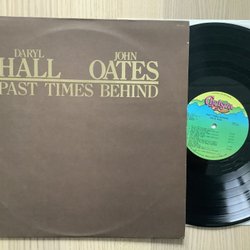 DARYL JOHN
HALL OATES
PAST TIMES BEHIND
Chelsea